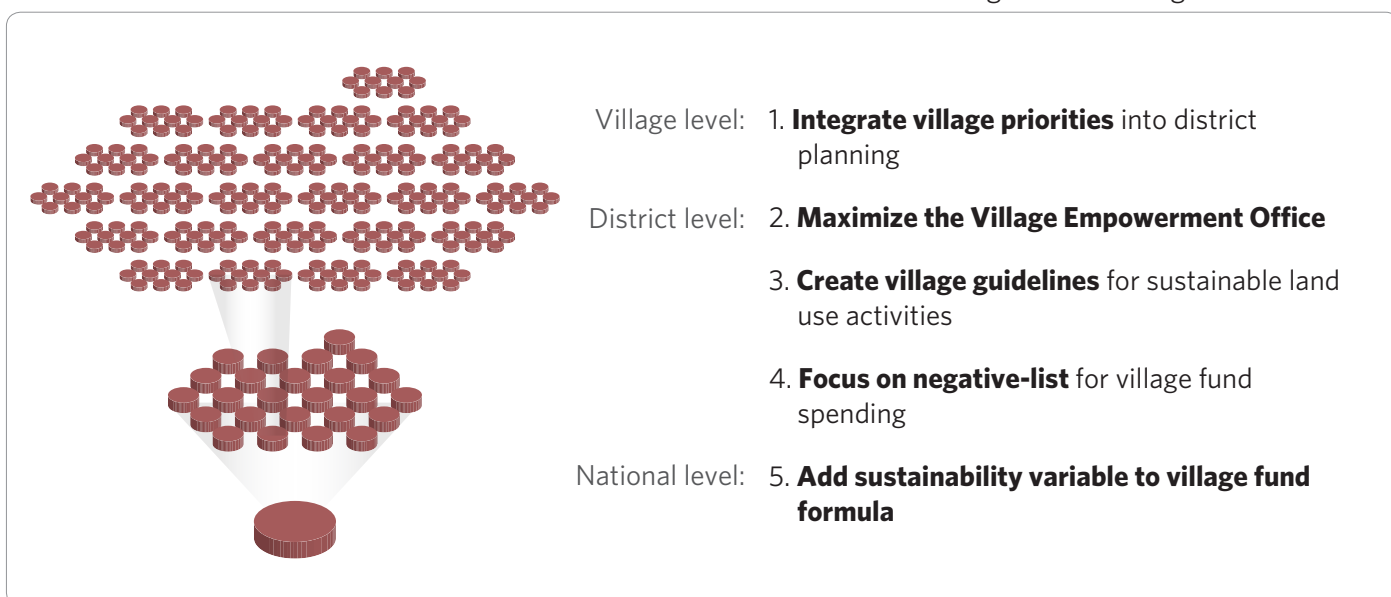 Village level: 1. Integrate village priorities into district
planning
District level: 2. Maximize the Village Empowerment Office
3. Create village guidelines for sustainable land
use activities
4. Focus on negative-list for village fund
spending
National level: 5. Add sustainability variable to village fund
formula